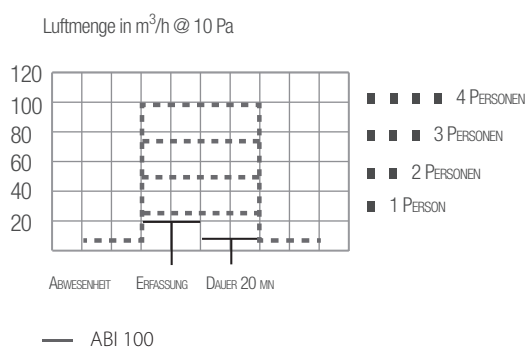 Luftmenge in m³/h @ 10 Pa
120
100
80
60
40
20
4 PERSONEN
3 PERSONEN
2 PERSONEN
1 PERSON
ABWESENHEIT ERFASSUNG DAUER 20 MN
ABI 100